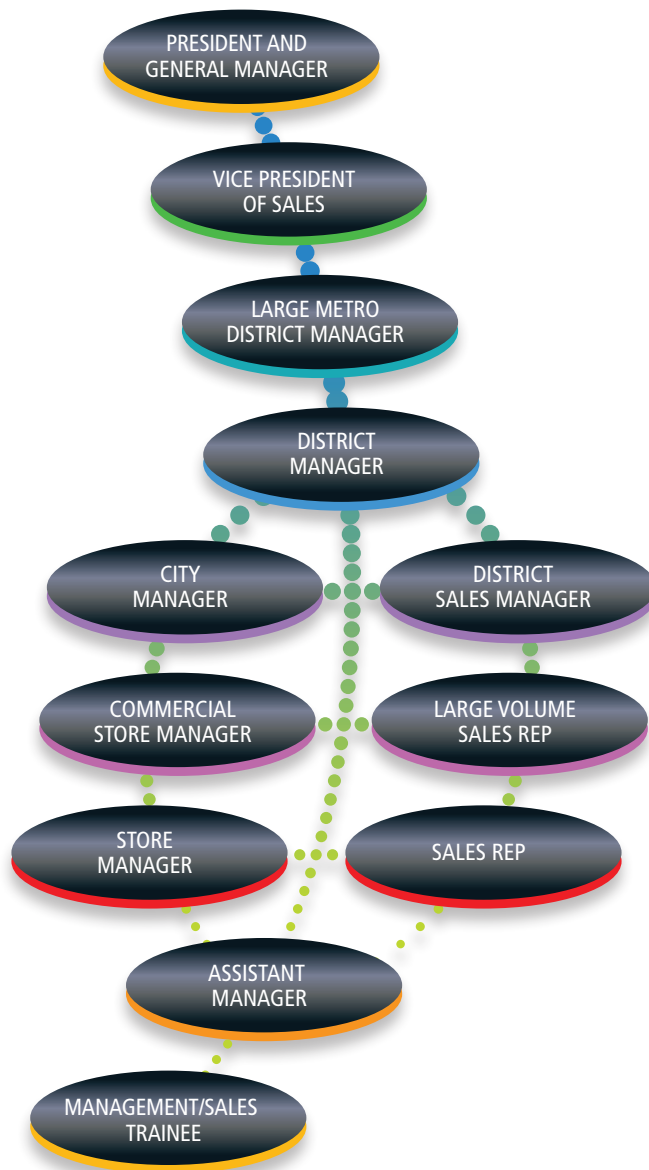 PRESIDENT AND
GENERAL MANAGER
VICE PRESIDENT
OF SALES
LARGE METRO
DISTRICT MANAGER
DISTRICT
MANAGER
CITY
MANAGER
DISTRICT
SALES MANAGER
COMMERCIAL
STORE MANAGER
LARGE VOLUME
SALES REP
STORE
MANAGER
SALES REP
ASSISTANT
MANAGER
MANAGEMENT/SALES
TRAINEE